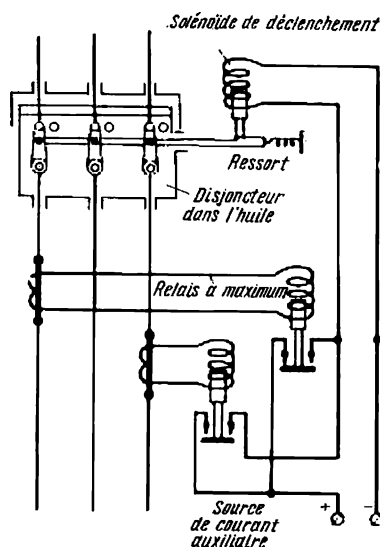 Solénoïde de déclenchement
Ressort
Disjoncteur
dans l'huile
Relais à maximum
Source
de courant
auxiliaire
+ -